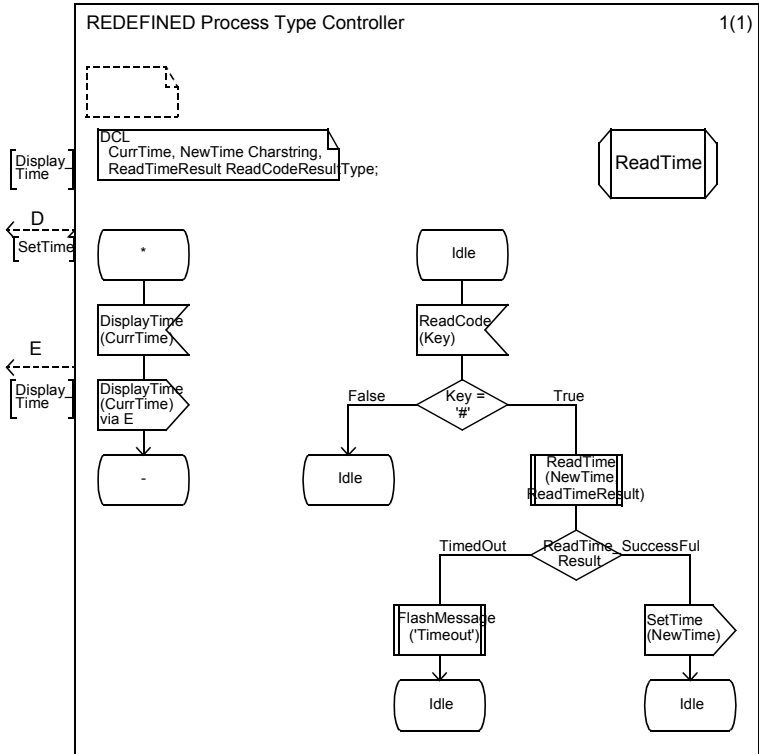 REDEFINED Process Type Controller
1(1)
DCL
CurrTime, NewTime Charstring,
ReadTimeResult ReadCodeResultType;
ReadTime
Display_
Time
D
SetTime
*
Idle
DisplayTime
(CurrTime)
ReadCode
(Key)
E
Display_
Time
DisplayTime
(CurrTime)
via E
False
Key =
'#'
True
-
Idle
ReadTime
(NewTime
ReadTimeResult)
TimedOut
ReadTime_
Result
SuccessFul
FlashMessage
('Timeout')
SetTime
(NewTime)
Idle
Idle